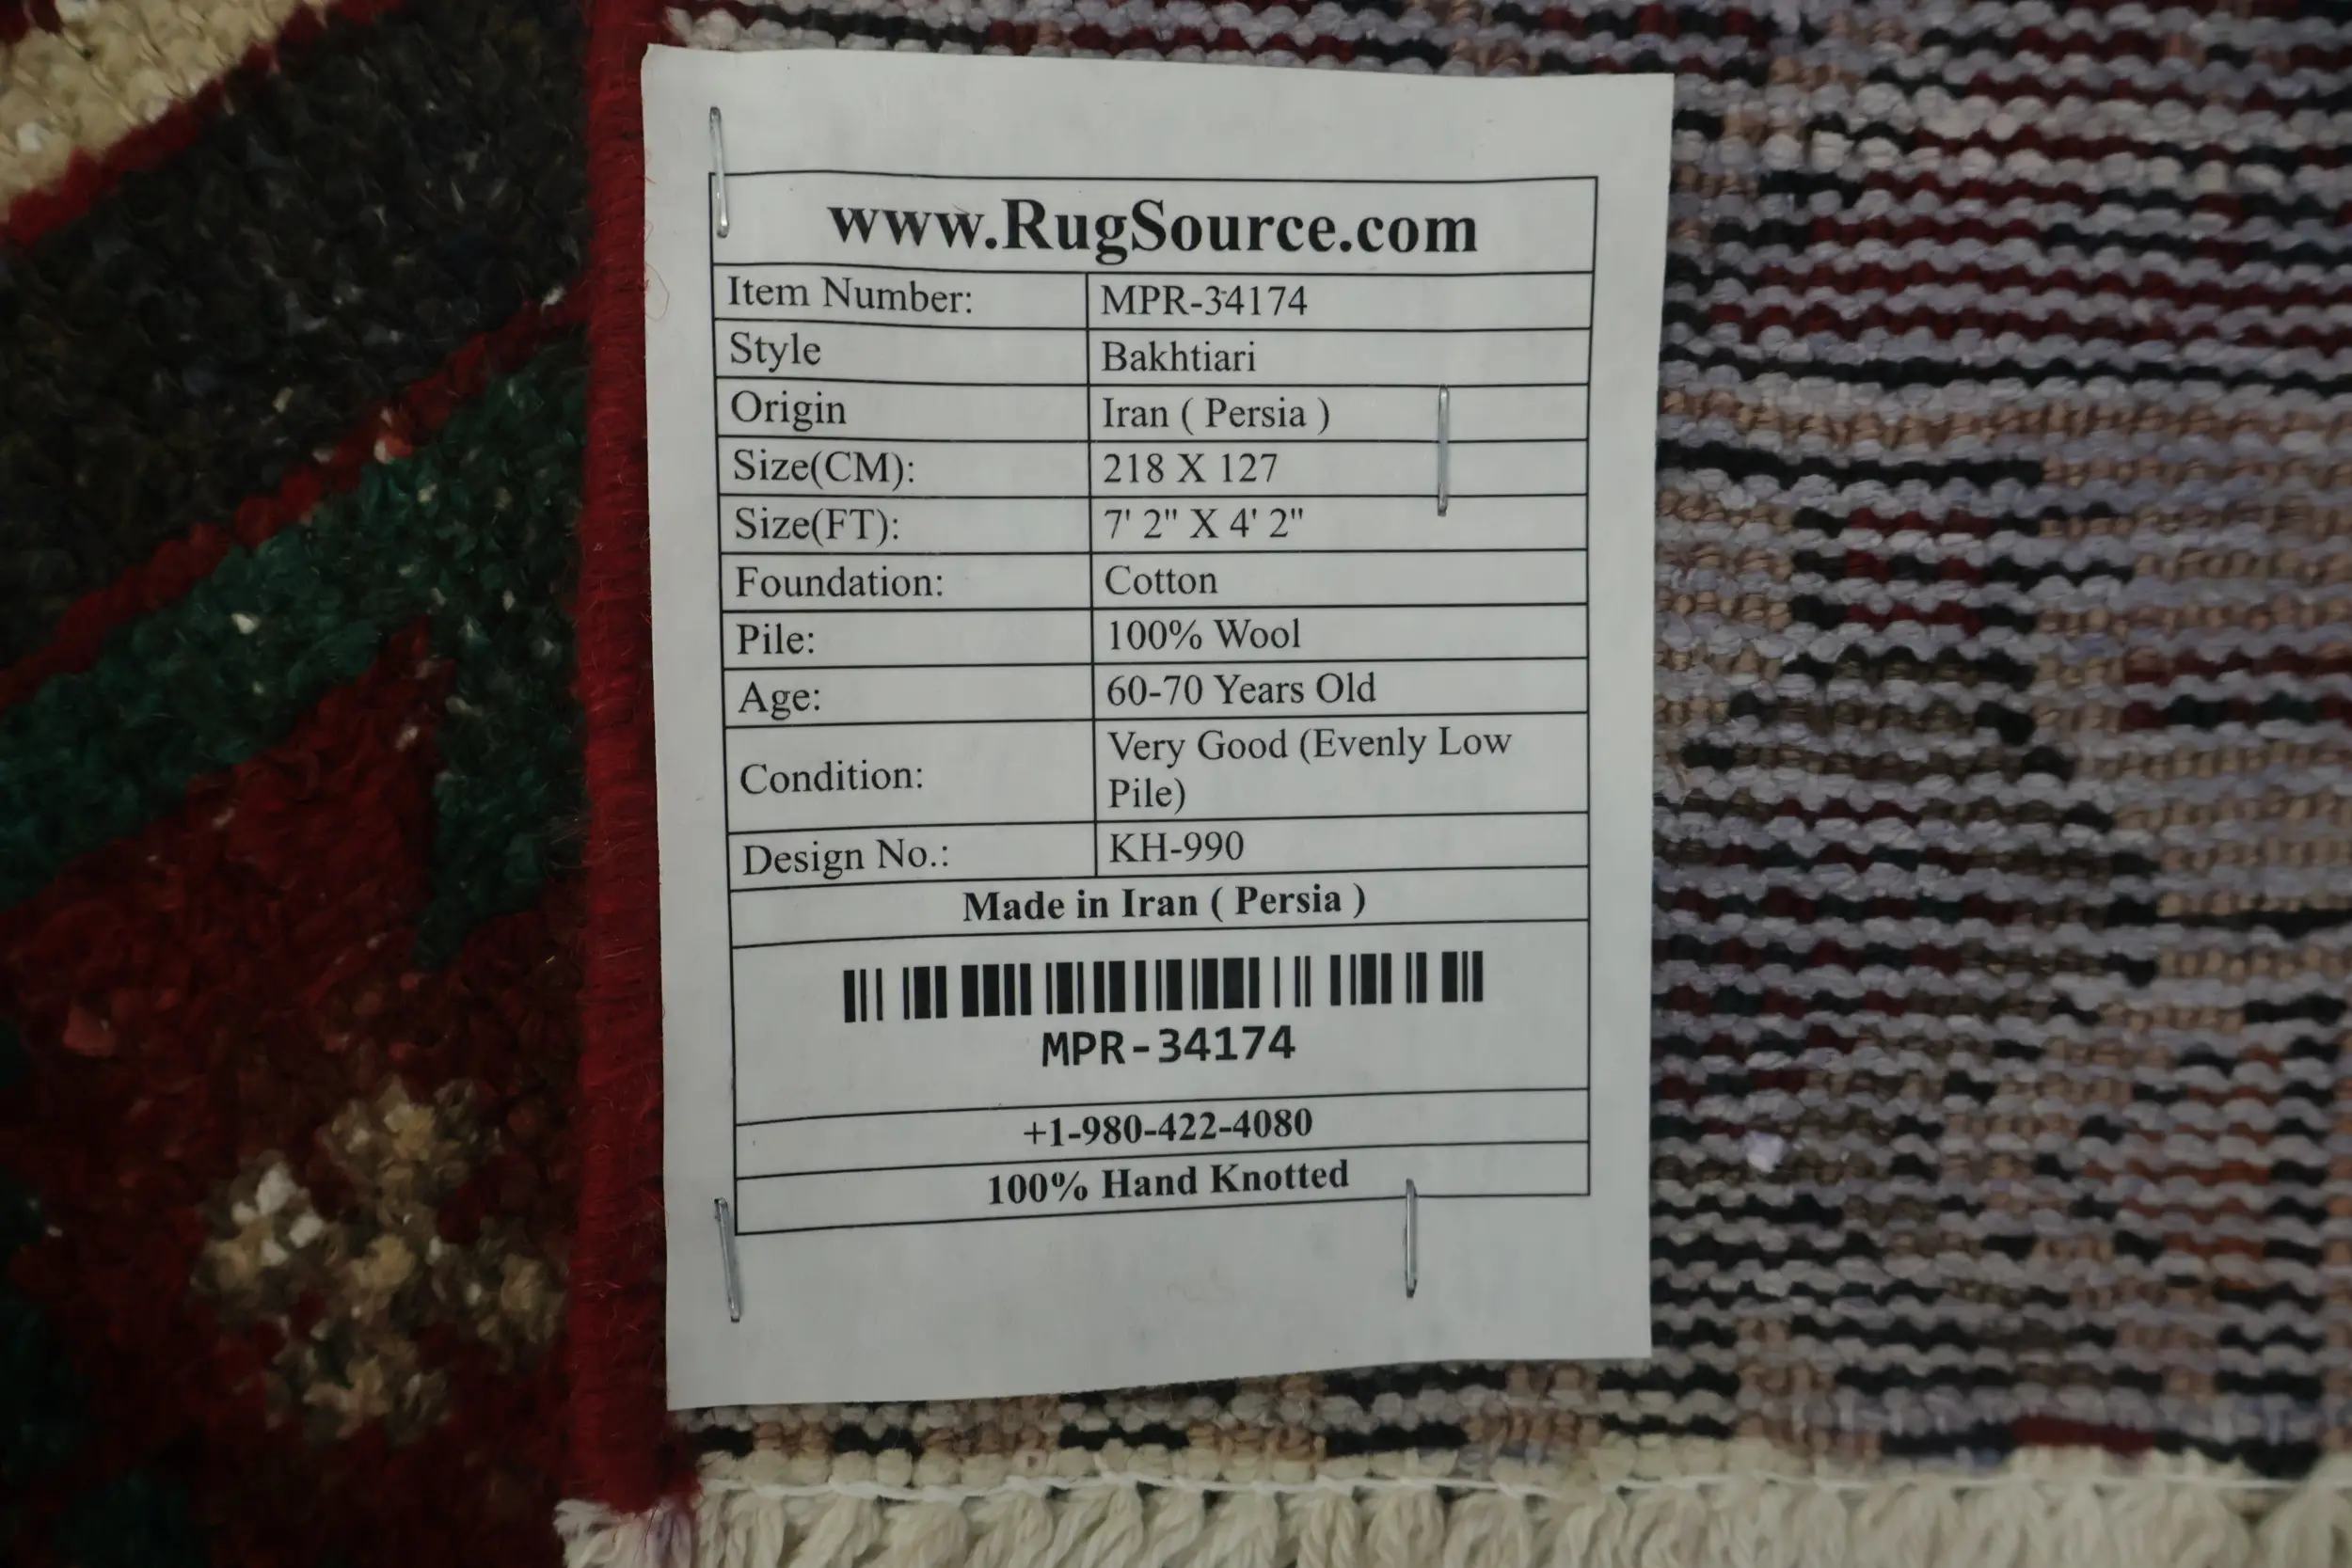 www.RugSource.com
Item Number: MPR-34174
Style Bakhtiari
Origin Iran ( Persia )
Size(CM): 218 X 127
Size(FT): 7' 2" X 4' 2"
Foundation: Cotton
Pile: 100% Wool
Age: 60-70 Years Old
Condition: Very Good (Evenly Low
Pile)
Design No.: KH-990
Made in Iran ( Persia )
MPR-34174
+1-980-422-4080
100% Hand Knotted